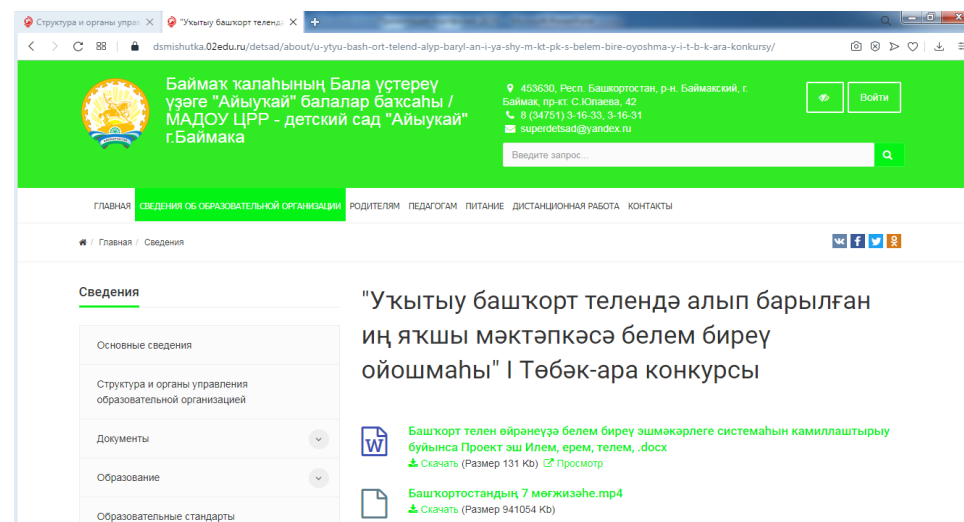 Структура и органы управ
"Уҡытыу башҡорт теленд
dsmishutka.02edu.ru/detsad/about/u-ytyu-bash-ort-telend-alyp-baryl-an-i-ya-shy-m-kt-pk-s-belem-bire-oyoshma-y-i-t-b-k-ara-konkursy/
Баймаҡ ҡалаһының Бала үҫтереү
үҙәге "Айыуҡай" балалар баҡсаһы /
МАДОУ ЦРР - детский сад "Айыукай"
г.Баймака
453630, Респ. Башкортостан, р-н. Баймакский, г.
Баймак, пр-кт. С.Юлаева, 42
8 (34751) 3-16-33, 3-16-31
superdetsad@yandex.ru
Войти
Введите запрос...
ГЛАВНАЯ СВЕДЕНИЯ ОБ ОБРАЗОВАТЕЛЬНОЙ ОРГАНИЗАЦИИ РОДИТЕЛЯМ ПЕДАГОГАМ ПИТАНИЕ ДИСТАНЦИОННАЯ РАБОТА КОНТАКТЫ
/ Главная / Сведения
Сведения
Основные сведения
Структура и органы управления
образовательной организацией
Документы
Образование
Образовательные стандарты
"Уҡытыу башҡорт телендә алып барылған
иң яҡшы мәктәпкәсә белем биреү
ойошмаһы" I Төбәк-ара конкурсы
Башҡорт телен өйрәнеүҙә белем биреү эшмәкәрлеге системаһын камиллаштырыу
буйынса Проект эш Илем, ерем, телем, .docx
Скачать (Размер 131 Kb) Просмотр
Башҡортостандың 7 мөғжизәһе.mp4
Скачать (Размер 941054 Kb)